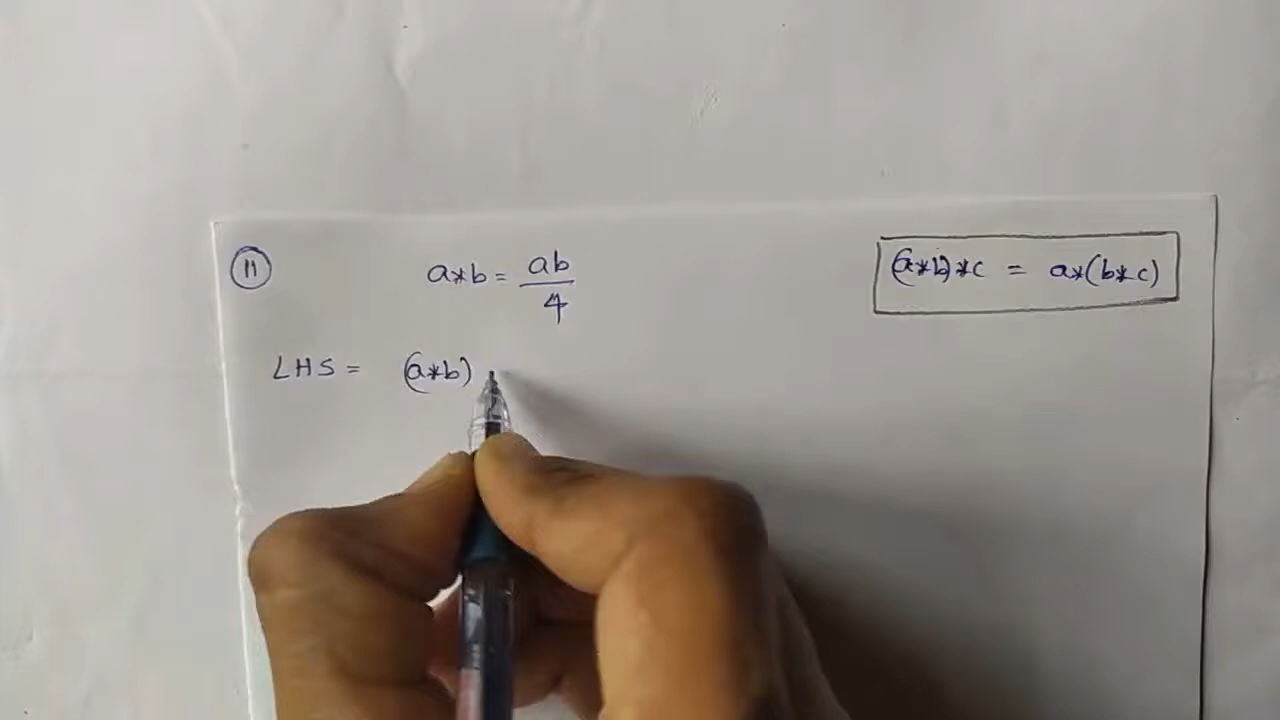 11
a*b = ab/4
(a*b)*c = a*(b*c)
LHS = (a*b)